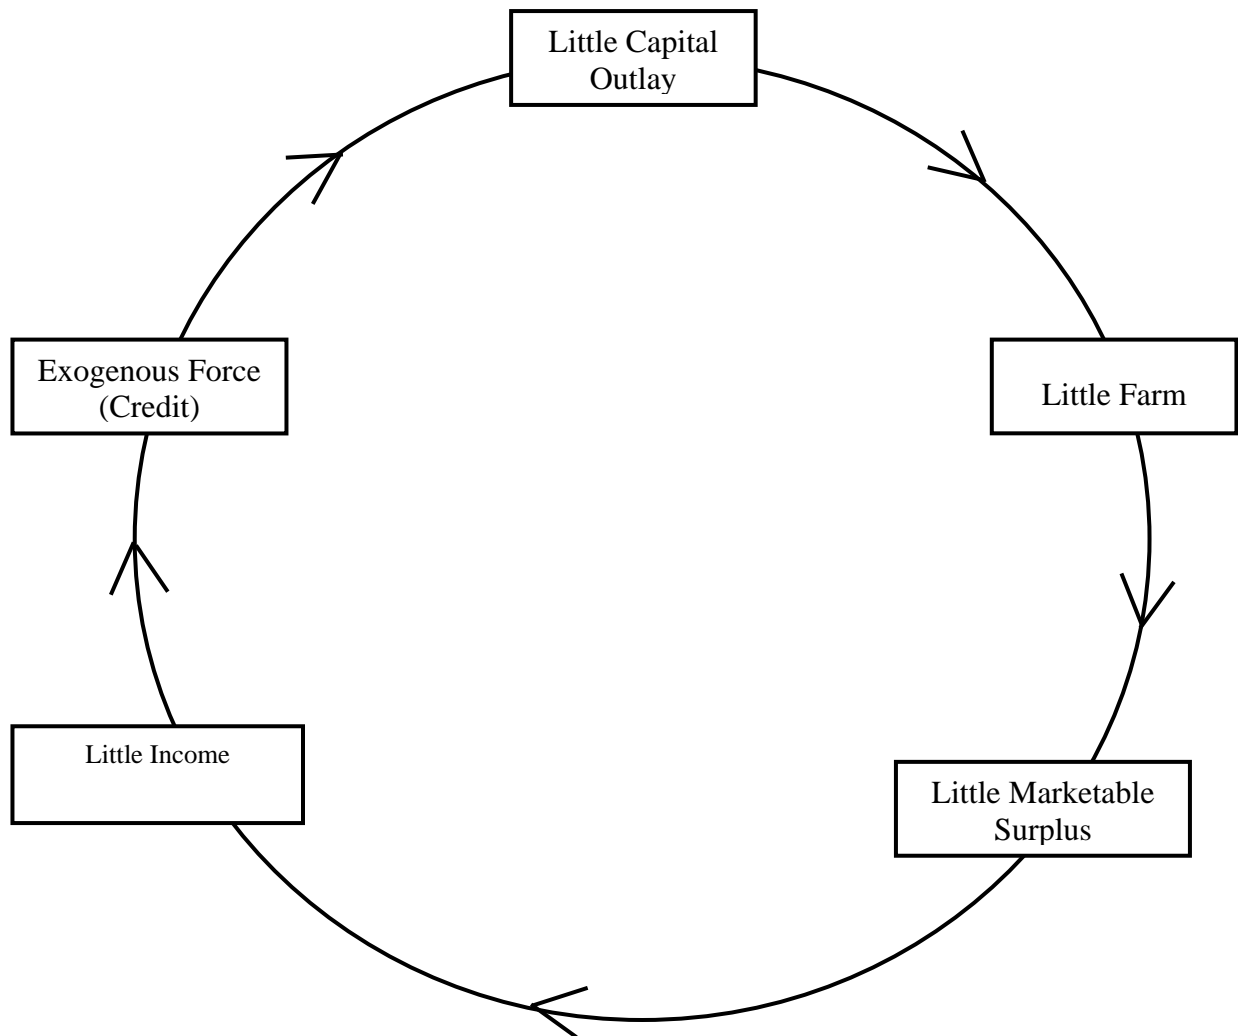 Little Capital
Outlay
Exogenous Force
(Credit)
Little Farm
Little Income
Little Marketable
Surplus